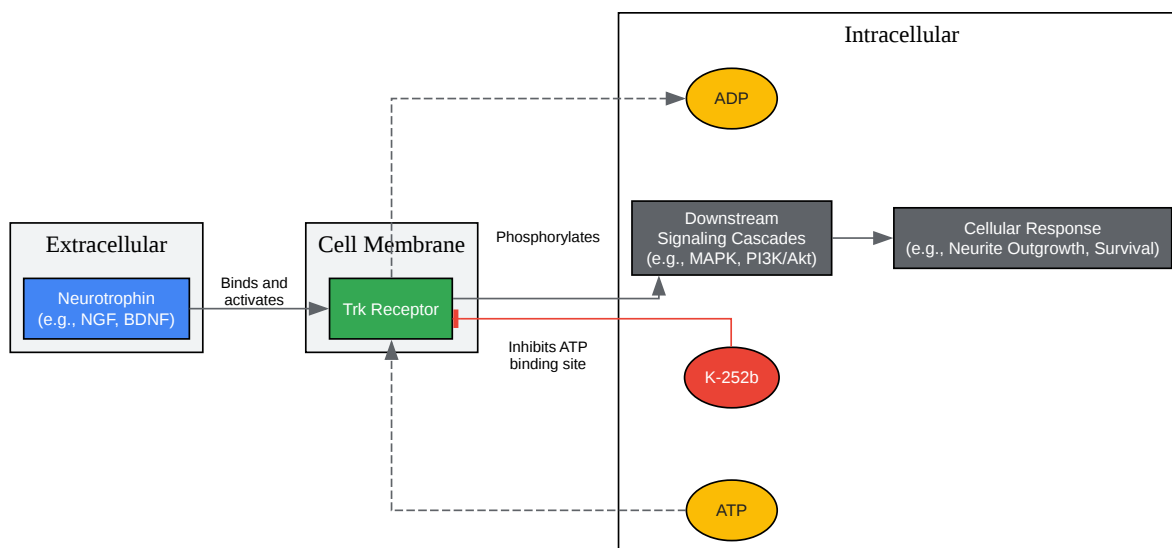 Intracellular
ADP
Extracellular
Neurotrophin
(e.g., NGF, BDNF)
Binds and
activates
Cell Membrane
Trk Receptor
Phosphorylates
Inhibits ATP
binding site
Downstream
Signaling Cascades
(e.g., MAPK, PI3K/Akt)
Cellular Response
(e.g., Neurite Outgrowth, Survival)
K-252b
ATP